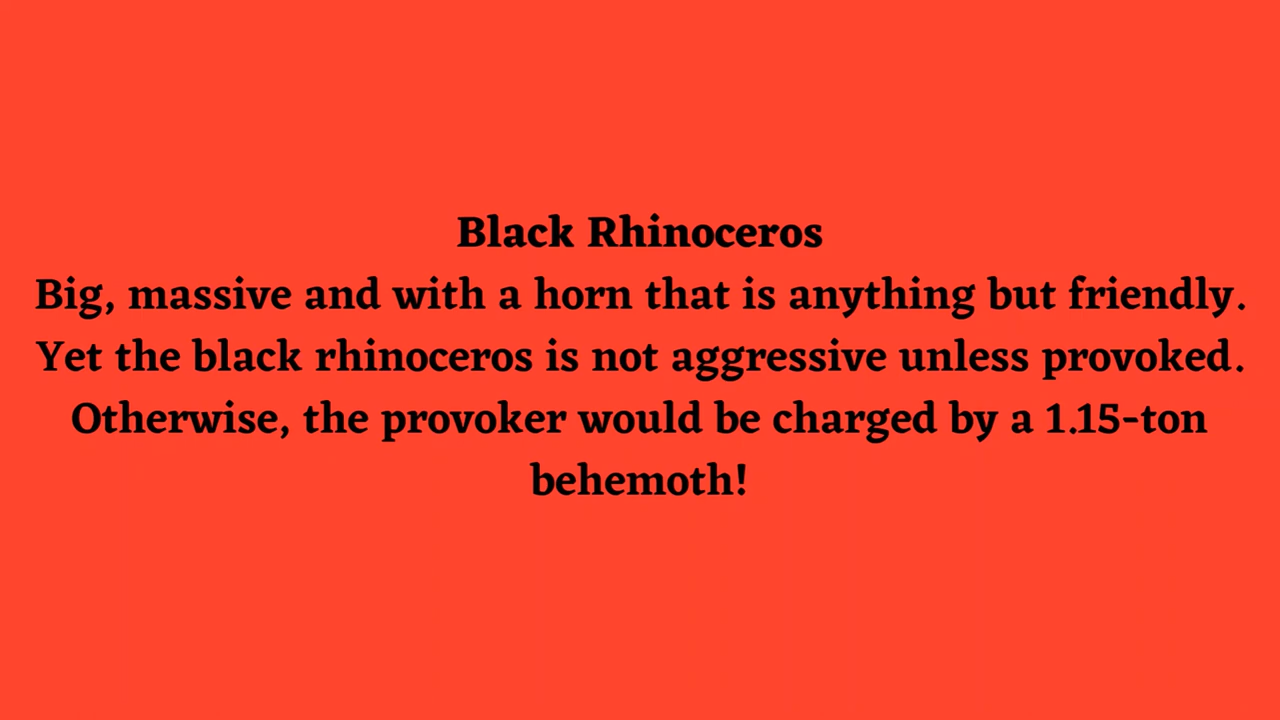 Black Rhinoceros
Big, massive and with a horn that is anything but friendly.
Yet the black rhinoceros is not aggressive unless provoked.
Otherwise, the provoker would be charged by a 1.15-ton
behemoth!